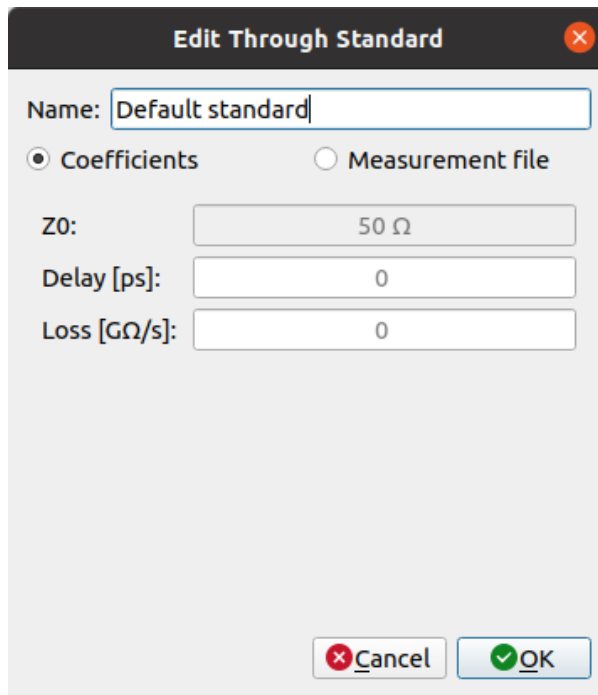 Edit Through Standard
Name: Default standard
Coefficients Measurement file
Z0: 50 Ω
Delay [ps]: 0
Loss [GΩ/s]: 0
Cancel OK